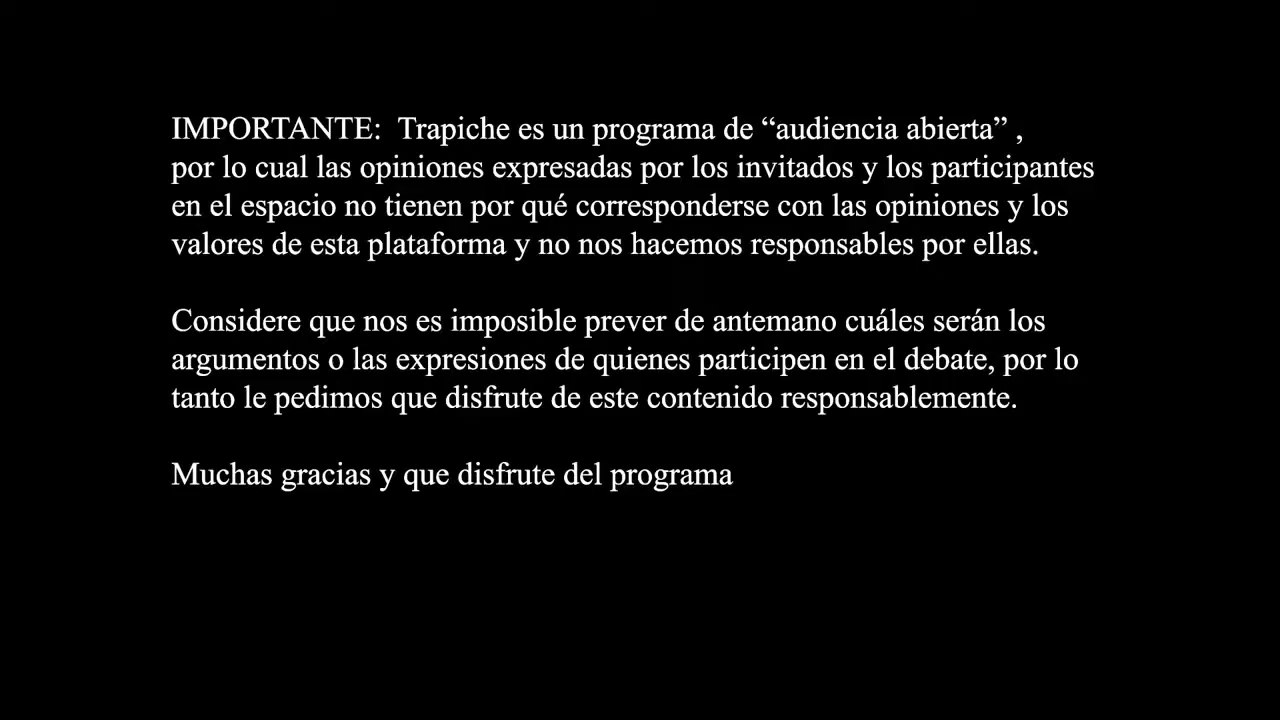 IMPORTANTE:  Trapiche es un programa de “audiencia abierta” ,
por lo cual las opiniones expresadas por los invitados y los participantes
en el espacio no tienen por qué corresponderse con las opiniones y los
valores de esta plataforma y no nos hacemos responsables por ellas.
Considere que nos es imposible prever de antemano cuáles serán los
argumentos o las expresiones de quienes participen en el debate, por lo
tanto le pedimos que disfrute de este contenido responsablemente.
Muchas gracias y que disfrute del programa